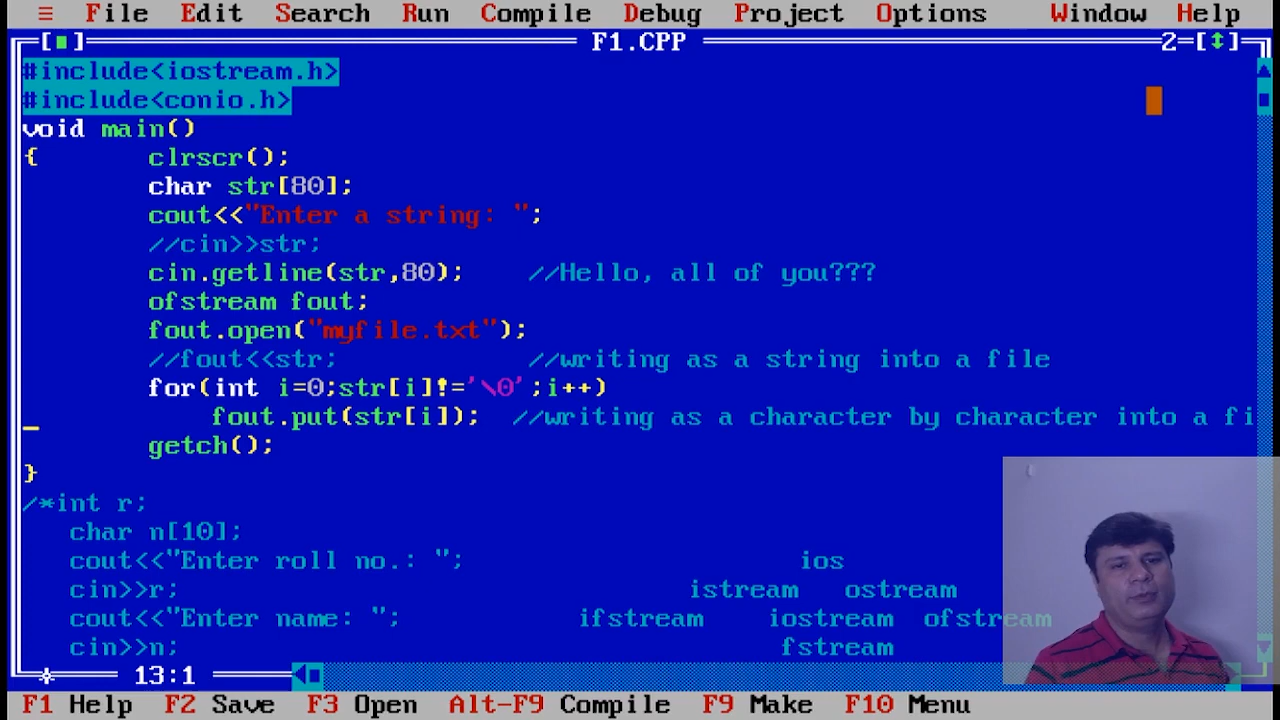 ≡ File Edit Search Run Compile Debug Project Options Window Help
[■] F1.CPP 2=[↕]
#include<iostream.h>
#include<conio.h>
void main()
{ clrscr();
char str[80];
cout<<"Enter a string: ";
//cin>>str;
cin.getline(str,80); //Hello, all of you???
ofstream fout;
fout.open("myfile.txt");
//fout<<str; //writing as a string into a file
for(int i=0;str[i]!='\0';i++)
fout.put(str[i]); //writing as a character by character into a fi
getch();
}
/*int r;
char n[10];
cout<<"Enter roll no.: "; ios
cin>>r; istream ostream
cout<<"Enter name: "; ifstream iostream ofstream
cin>>n; fstream
13:1
F1 Help F2 Save F3 Open Alt-F9 Compile F9 Make F10 Menu